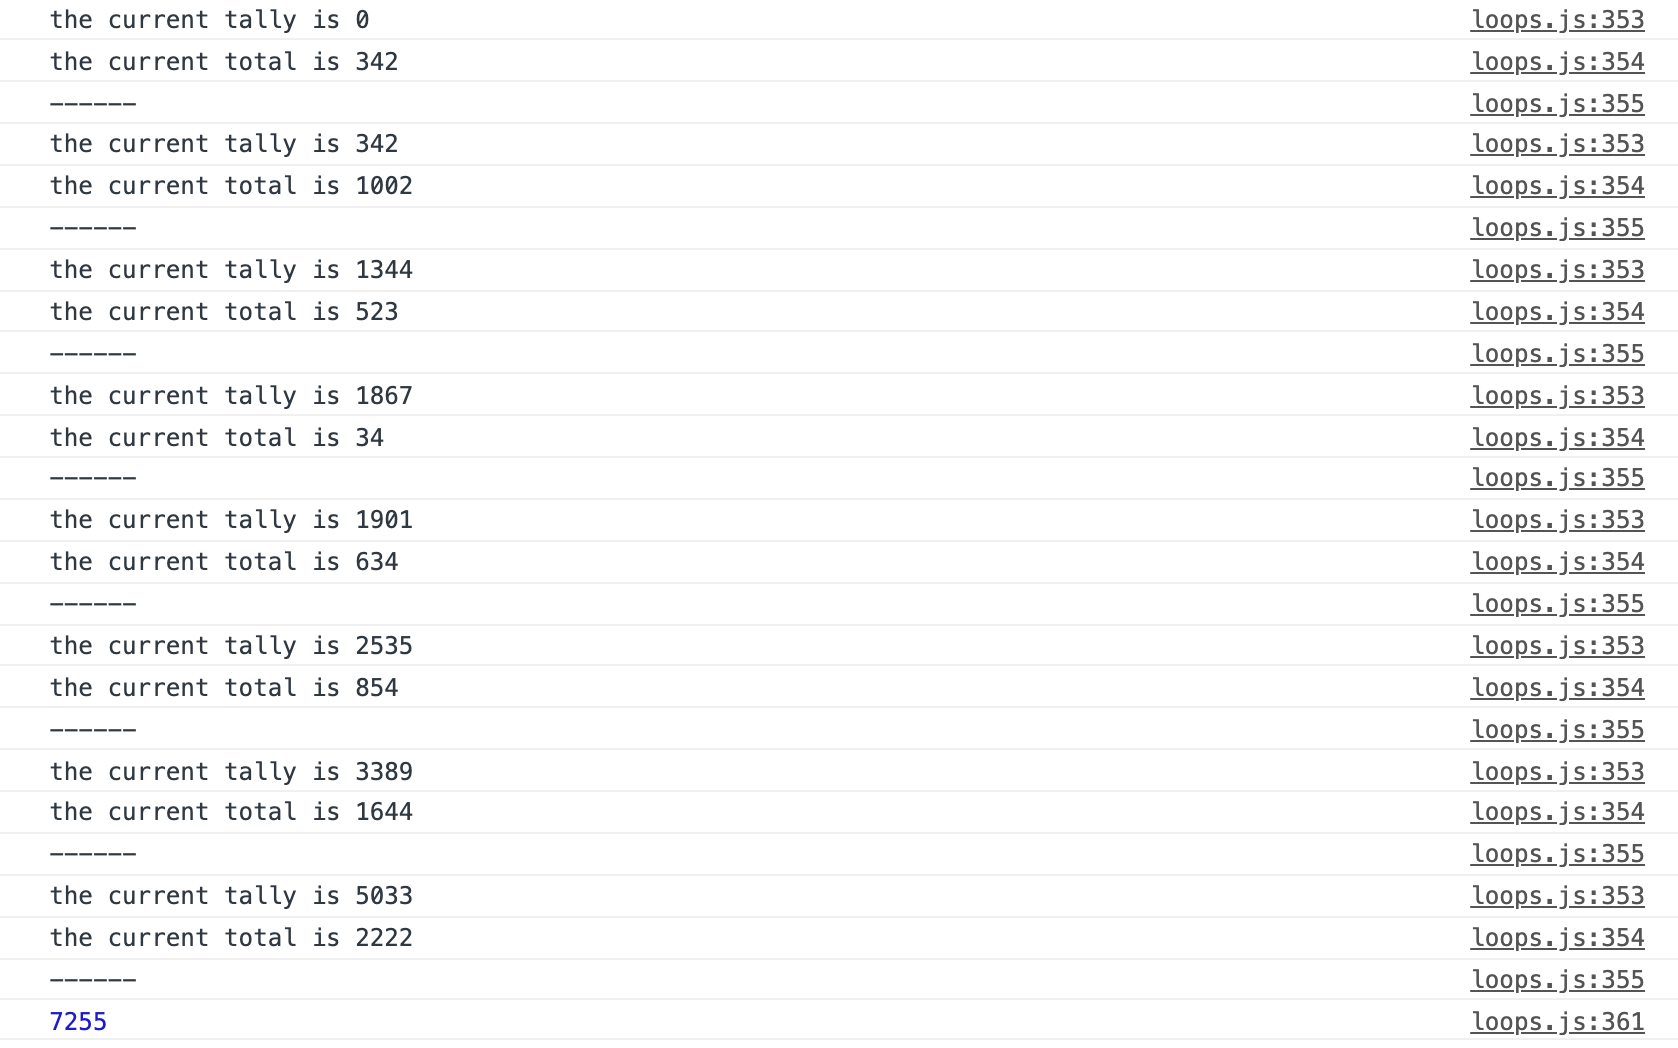 the current tally is 0 loops.js:353
the current total is 342 loops.js:354
------ loops.js:355
the current tally is 342 loops.js:353
the current total is 1002 loops.js:354
------ loops.js:355
the current tally is 1344 loops.js:353
the current total is 523 loops.js:354
------ loops.js:355
the current tally is 1867 loops.js:353
the current total is 34 loops.js:354
------ loops.js:355
the current tally is 1901 loops.js:353
the current total is 634 loops.js:354
------ loops.js:355
the current tally is 2535 loops.js:353
the current total is 854 loops.js:354
------ loops.js:355
the current tally is 3389 loops.js:353
the current total is 1644 loops.js:354
------ loops.js:355
the current tally is 5033 loops.js:353
the current total is 2222 loops.js:354
------ loops.js:355
7255 loops.js:361